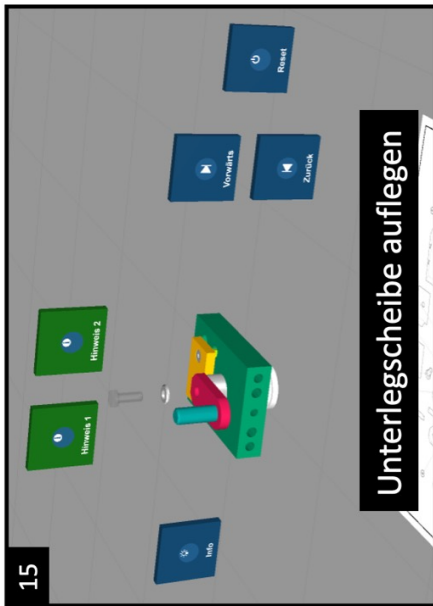 15
Hinweis 1
Hinweis 2
Info
Vorwärts
Zurück
Reset
Unterlegscheibe auflegen